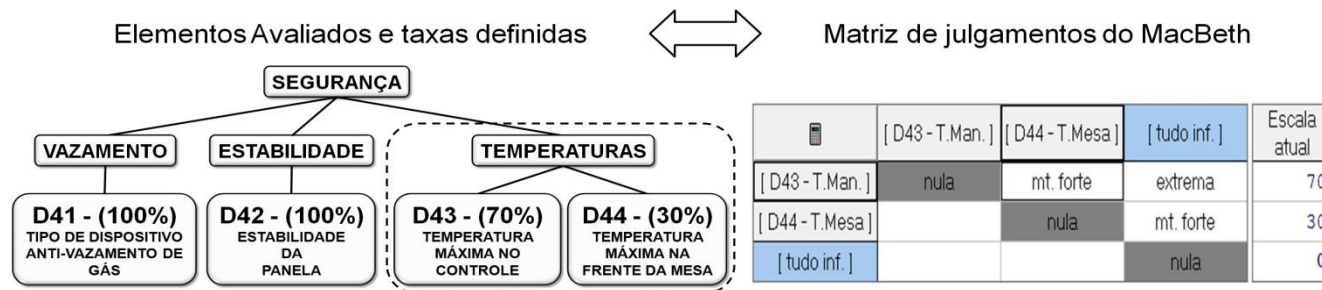 Elementos Avaliados e taxas definidas
Matriz de julgamentos do MacBeth
SEGURANÇA
VAZAMENTO
ESTABILIDADE
TEMPERATURAS
D41 - (100%)
TIPO DE DISPOSITIVO
ANTI-VAZAMENTO DE
GÁS
D42 - (100%)
ESTABILIDADE
DA
PANELA
D43 - (70%)
TEMPERATURA
MÁXIMA NO
CONTROLE
D44 - (30%)
TEMPERATURA
MÁXIMA NA
FRENTE DA MESA
[ D43 - T.Man. ] [ D44 - T.Mesa ] [ tudo inf. ] Escala atual
[ D43 - T.Man. ] nula mt. forte extrema 70
[ D44 - T.Mesa ] nula mt. forte 30
[ tudo inf. ] nula 0